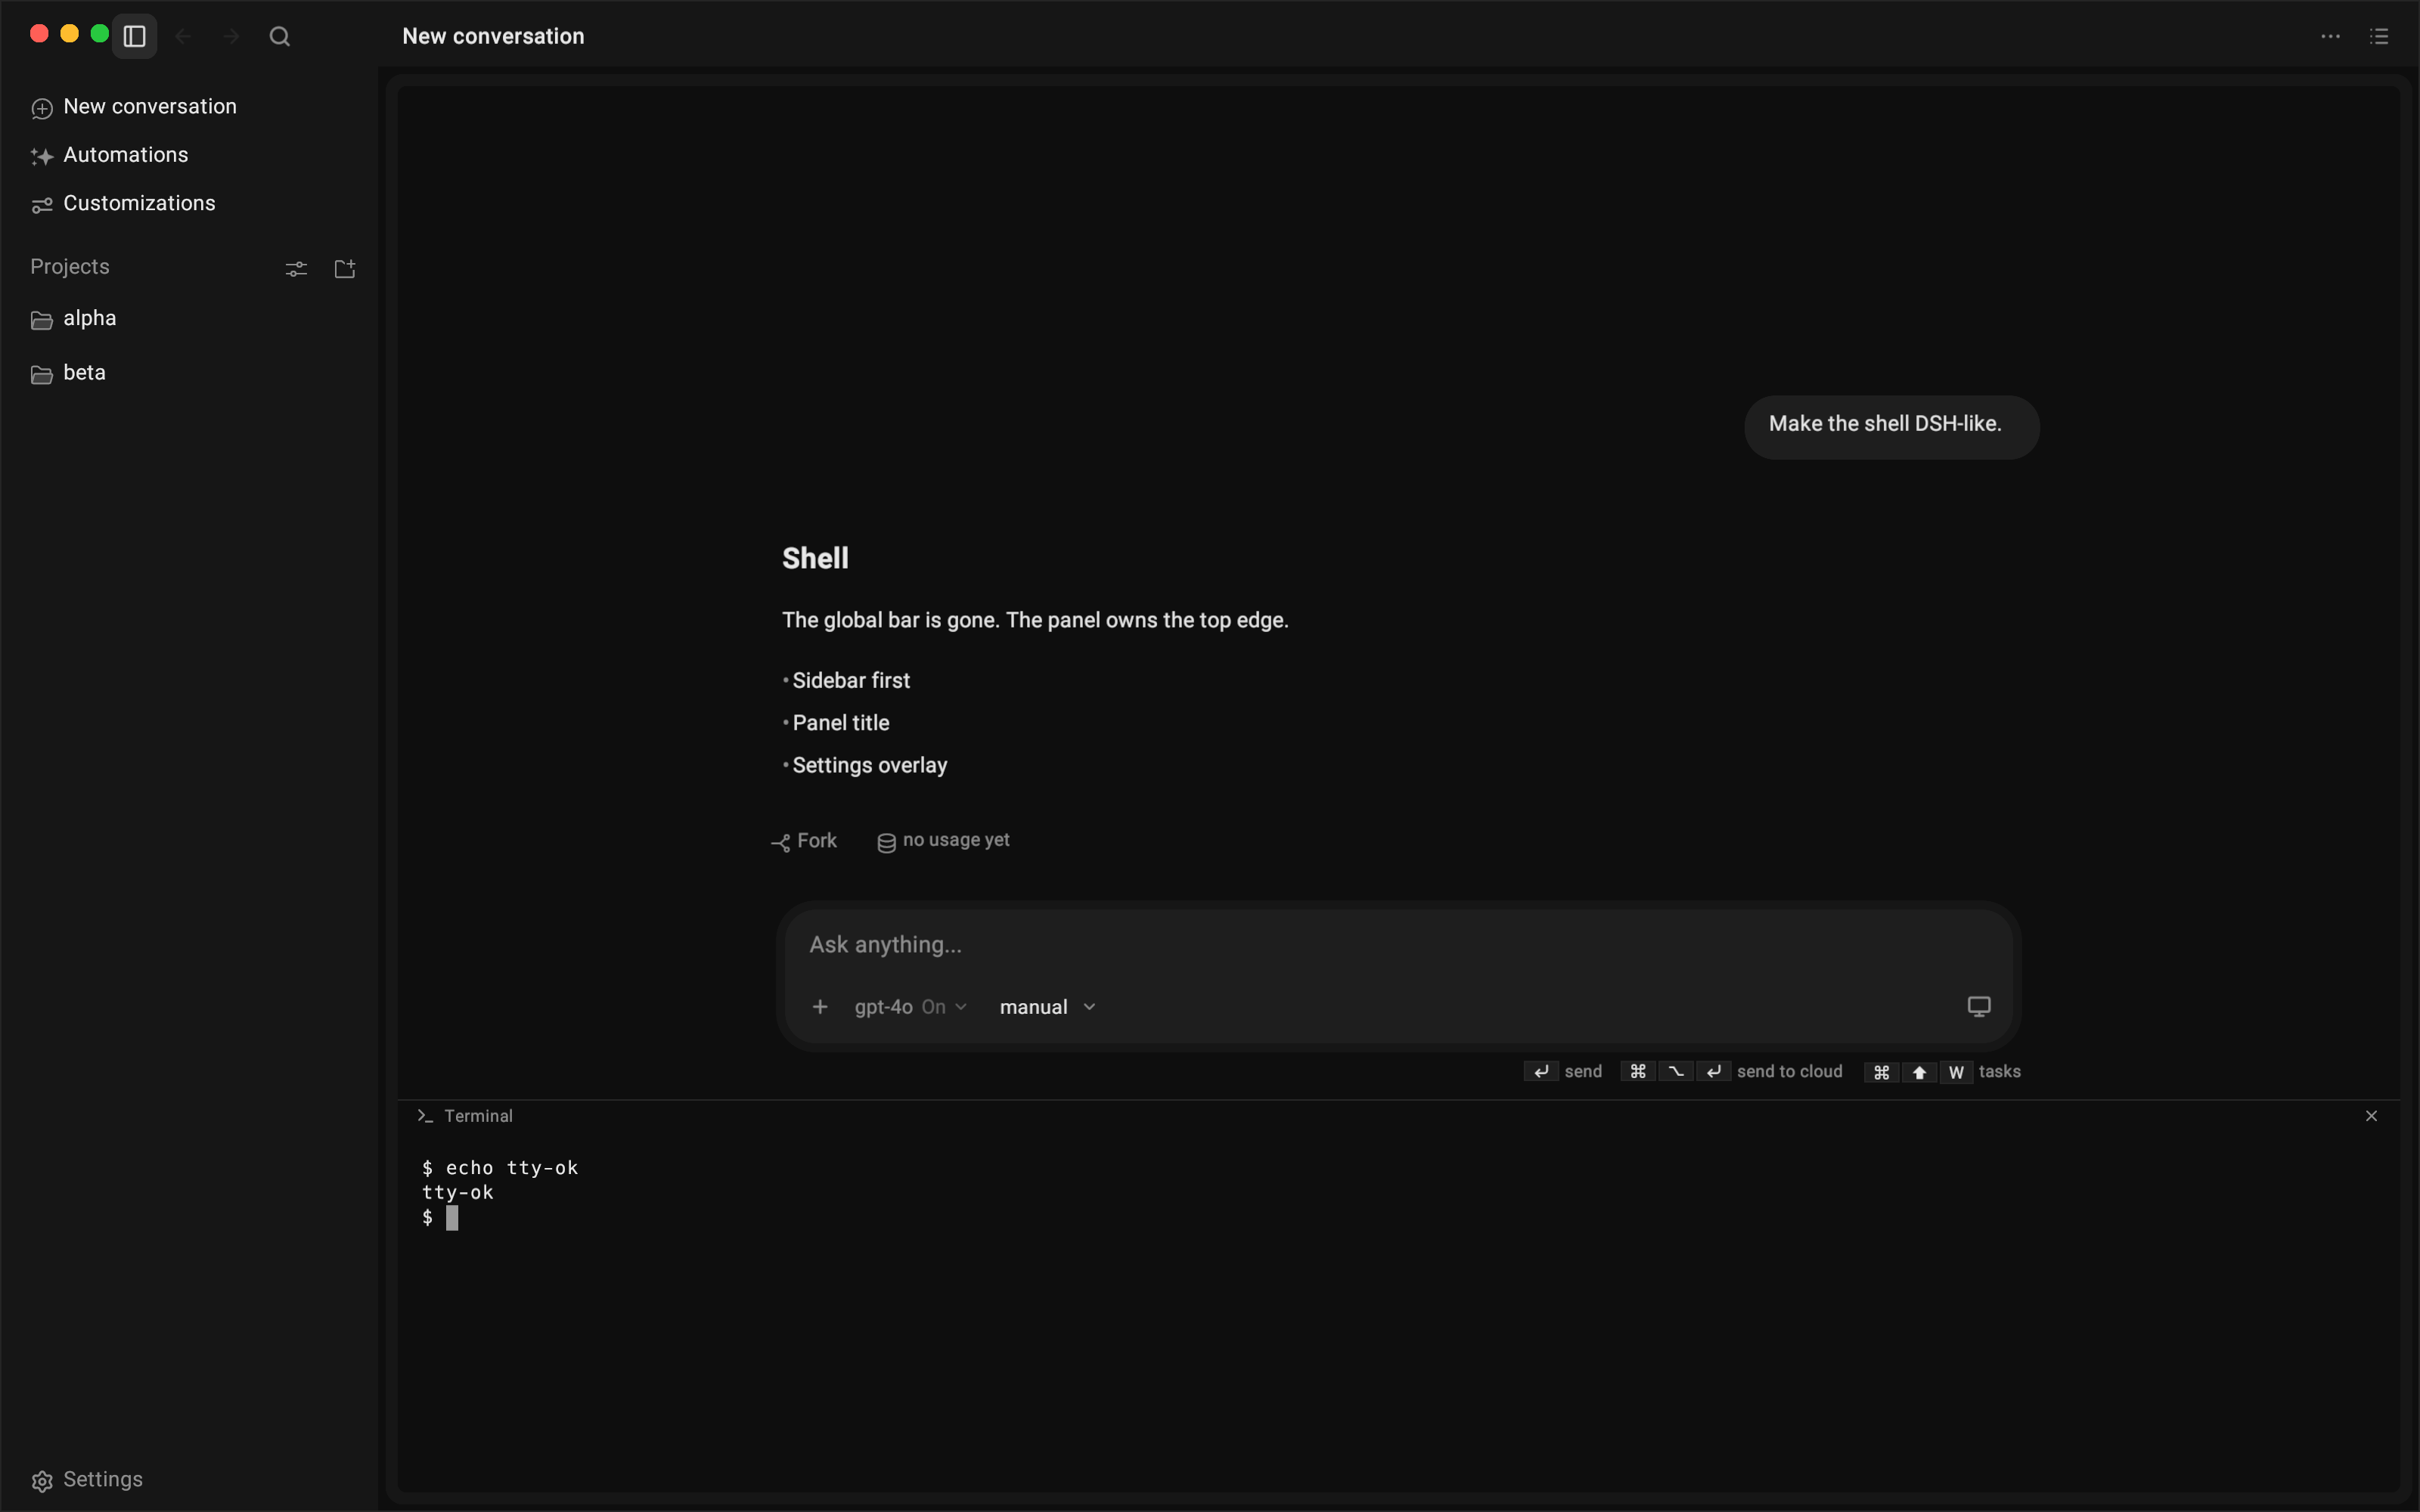 New conversation
New conversation
Automations
Customizations
Projects
alpha
beta
Settings
Make the shell DSH-like.
Shell
The global bar is gone. The panel owns the top edge.
• Sidebar first
• Panel title
• Settings overlay
Fork no usage yet
Ask anything...
+ gpt-4o On manual
↵ send ⌘ ⌥ ↵ send to cloud ⌘ ⬆ W tasks
>_ Terminal
$ echo tty-ok
tty-ok
$